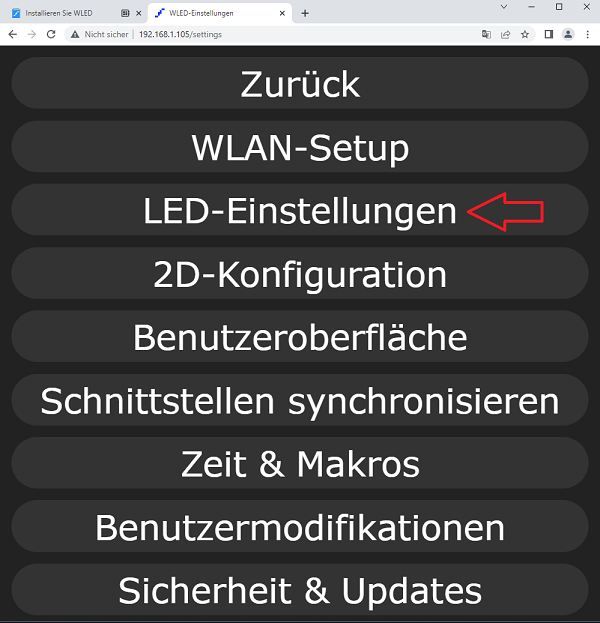 Installieren Sie WLED
WLED-Einstellungen
Nicht sicher | 192.168.1.105/settings
Zurück
WLAN-Setup
LED-Einstellungen
2D-Konfiguration
Benutzeroberfläche
Schnittstellen synchronisieren
Zeit & Makros
Benutzermodifikationen
Sicherheit & Updates